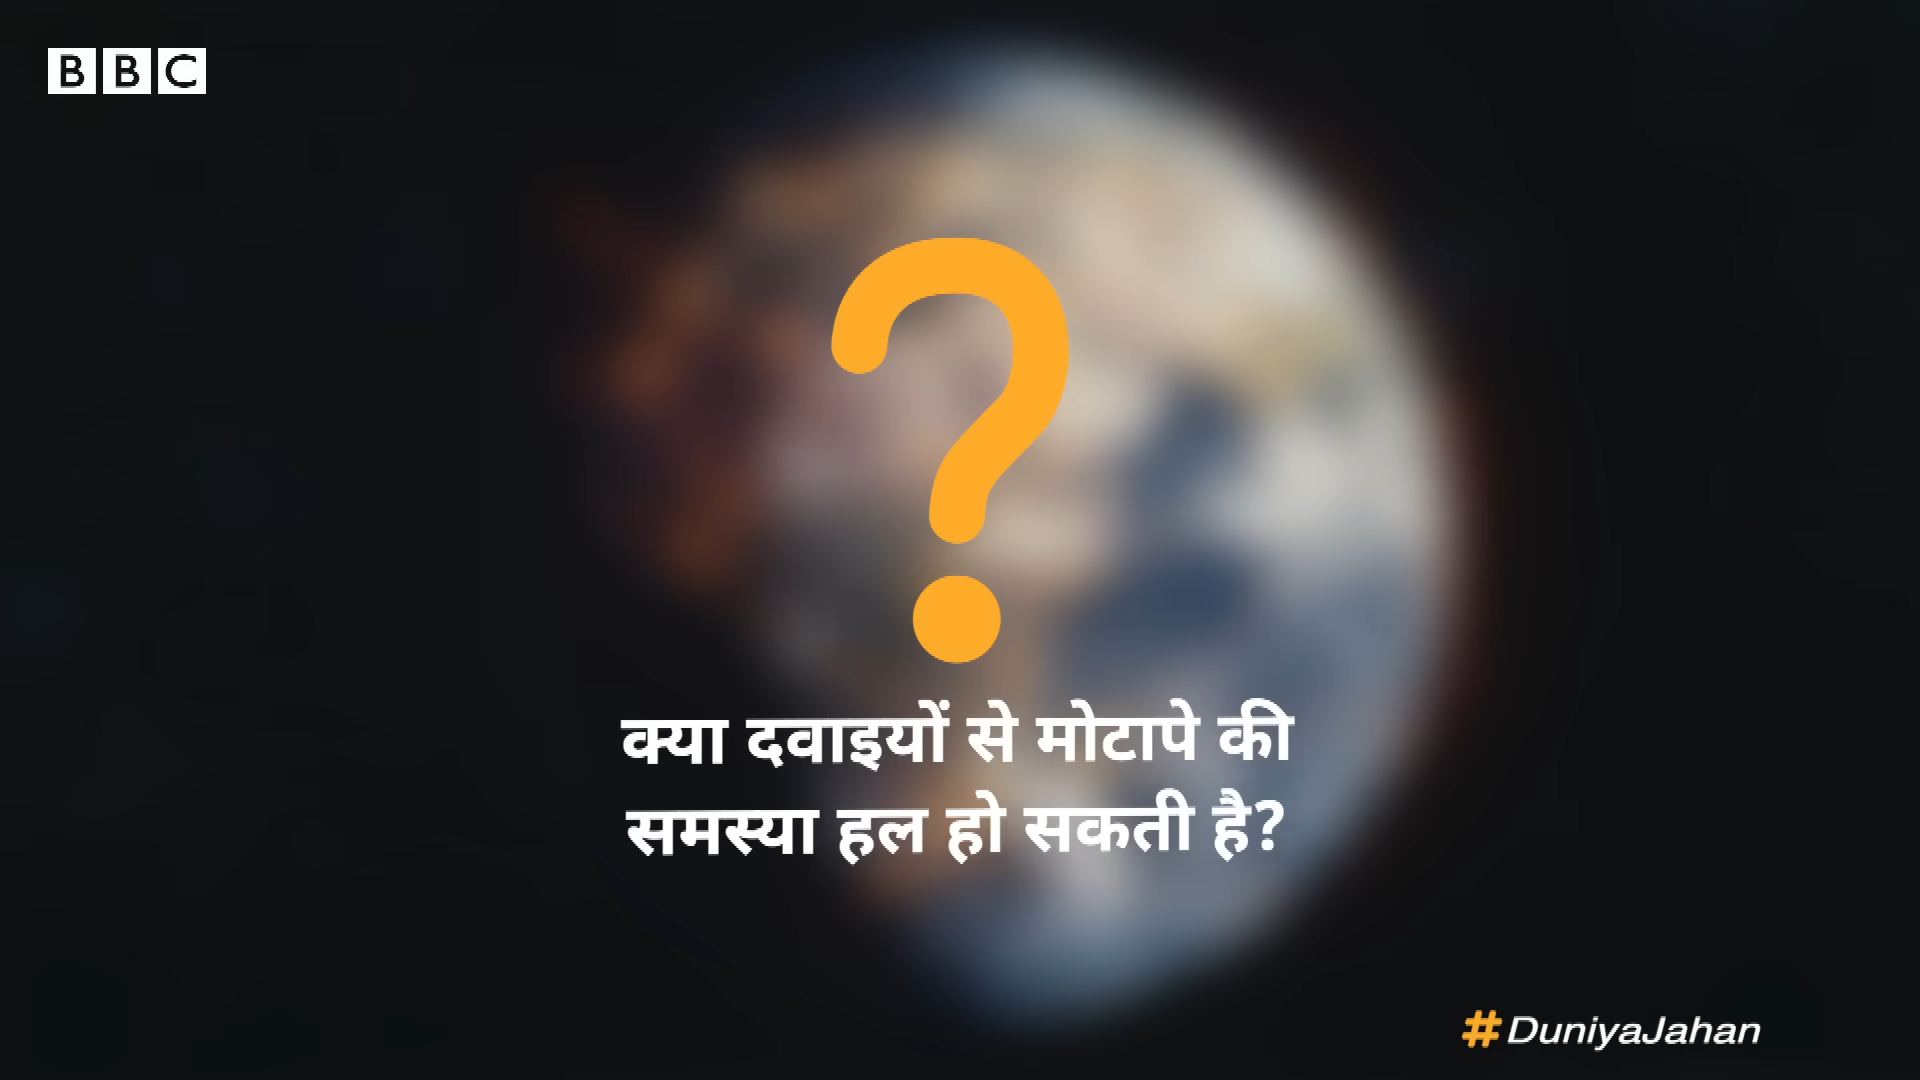 BBC
क्या दवाइयों से मोटापे की
समस्या हल हो सकती है?
#DuniyaJahan